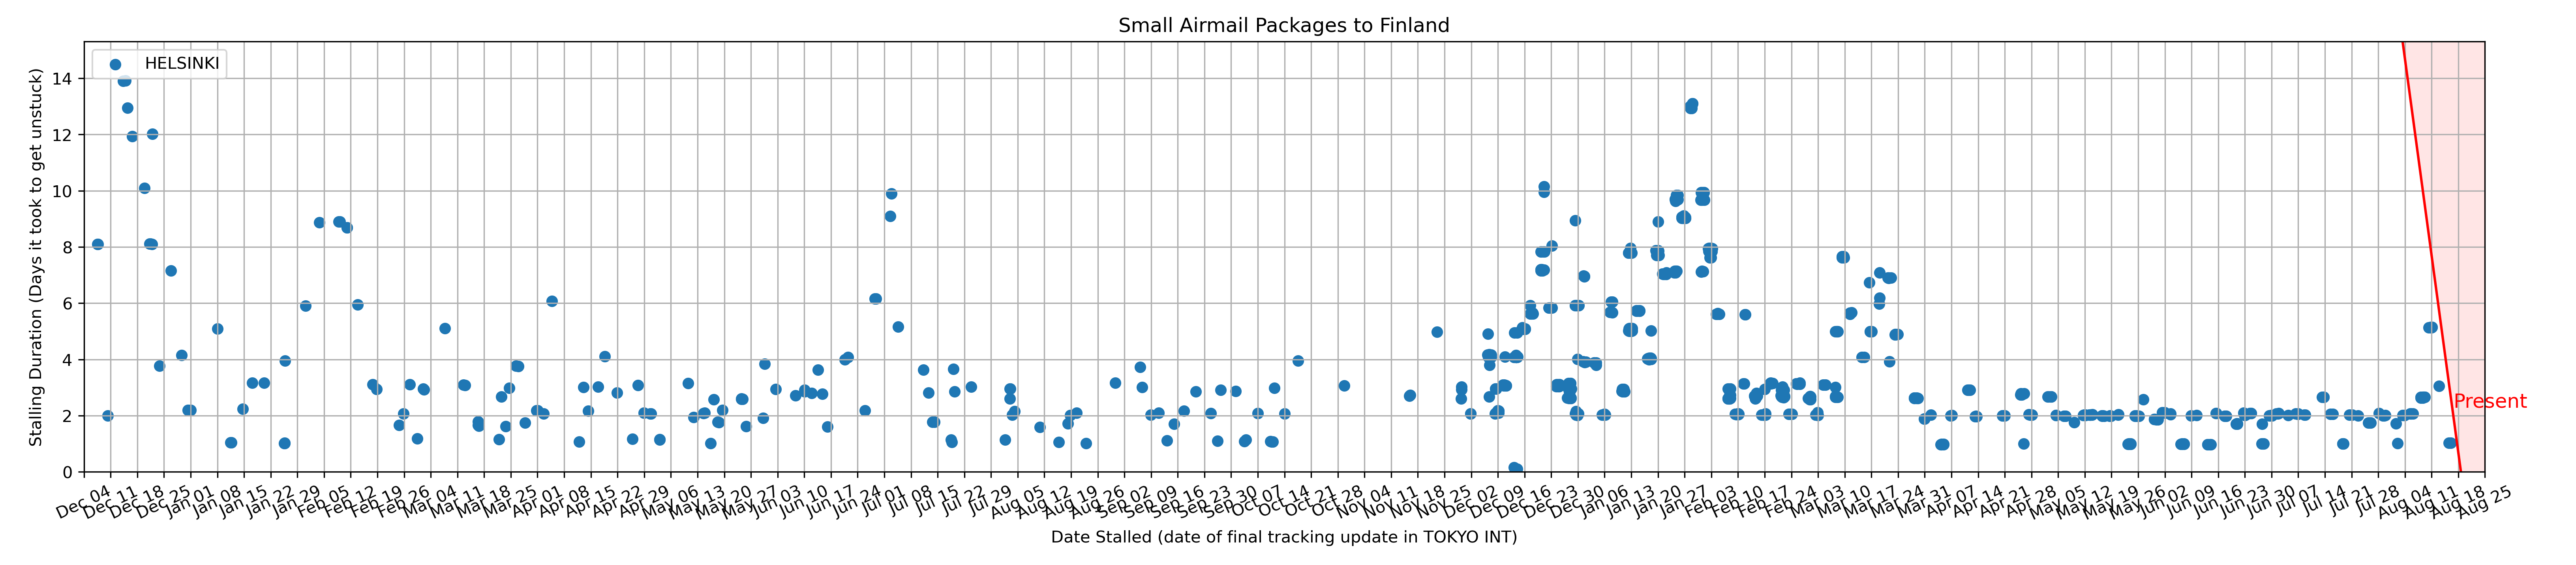 Small Airmail Packages to Finland
HELSINKI
Stalling Duration (Days it took to get unstuck)
14
12
10
8
6
4
2
0
Present
Dec 04
Dec 11
Dec 18
Dec 25
Jan 01
Jan 08
Jan 15
Jan 22
Jan 29
Feb 05
Feb 12
Feb 19
Feb 26
Mar 04
Mar 11
Mar 18
Mar 25
Apr 01
Apr 08
Apr 15
Apr 22
Apr 29
May 06
May 13
May 20
May 27
Jun 03
Jun 10
Jun 17
Jun 24
Jul 01
Jul 08
Jul 15
Jul 22
Jul 29
Aug 05
Aug 12
Aug 19
Aug 26
Sep 02
Sep 09
Sep 16
Sep 23
Sep 30
Oct 07
Oct 14
Oct 21
Oct 28
Nov 04
Nov 11
Nov 18
Nov 25
Dec 02
Dec 09
Dec 16
Dec 23
Dec 30
Jan 06
Jan 13
Jan 20
Jan 27
Feb 03
Feb 10
Feb 17
Feb 24
Mar 03
Mar 10
Mar 17
Mar 24
Mar 31
Apr 07
Apr 14
Apr 21
Apr 28
May 05
May 12
May 19
May 26
Jun 02
Jun 09
Jun 16
Jun 23
Jun 30
Jul 07
Jul 14
Jul 21
Jul 28
Aug 04
Aug 11
Aug 18
Aug 25
Date Stalled (date of final tracking update in TOKYO INT)